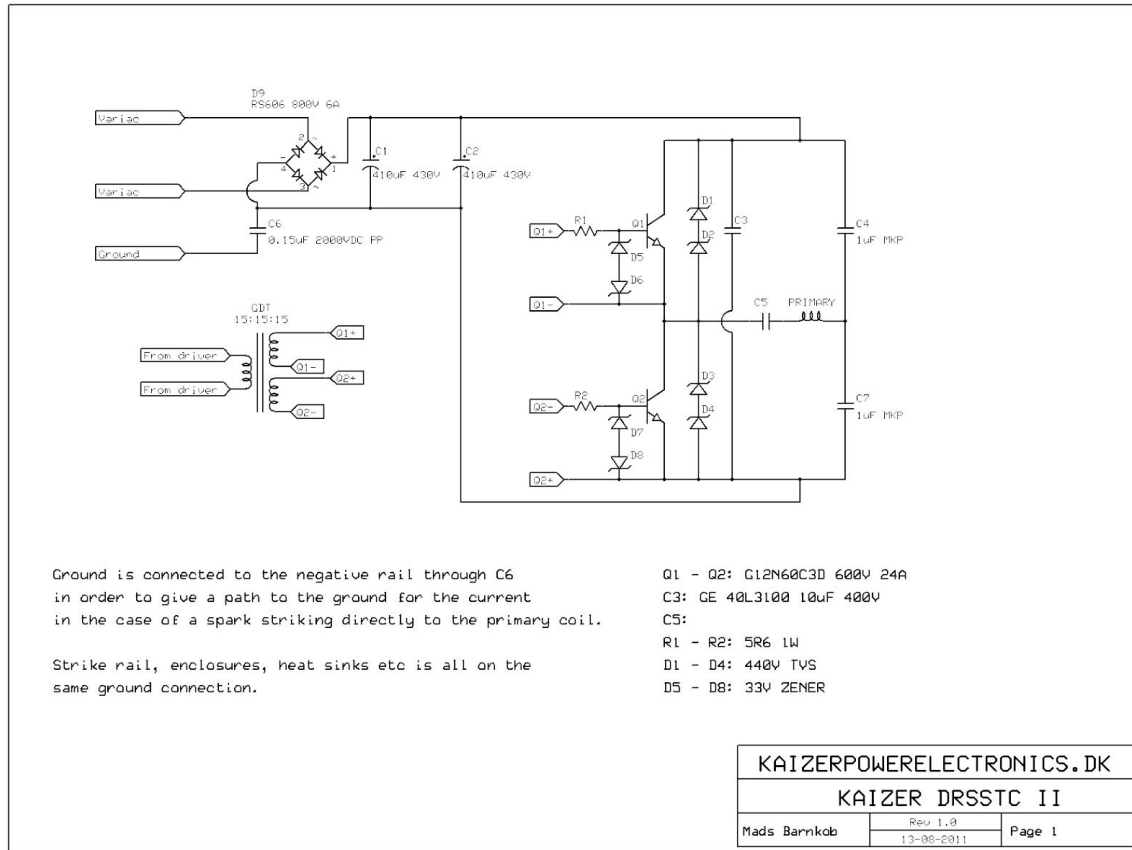 D9
RS606 800V 6A
Variac
2 ~
- +
4 1
3 ~
C1
410uF 430V
C2
410uF 430V
Variac
C6
0.15uF 2000VDC PP
Ground
Q1+
R1
Q1
D5
D6
Q1-
D1
D2
C3
C4
1uF MKP
C5
PRIMARY
GDT
15:15:15
From driver
From driver
Q1+
Q1-
Q2+
Q2-
Q2-
R2
Q2
D7
D8
Q2+
D3
D4
C7
1uF MKP
Ground is connected to the negative rail through C6
in order to give a path to the ground for the current
in the case of a spark striking directly to the primary coil.
Strike rail, enclosures, heat sinks etc is all on the
same ground connection.
Q1 - Q2: G12N60C3D 600V 24A
C3: GE 40L3100 10uF 400V
C5:
R1 - R2: 5R6 1W
D1 - D4: 440V TVS
D5 - D8: 33V ZENER
KAIZERPOWERELECTRONICS.DK
KAIZER DRSSTC II
Mads Barnkob
Rev 1.0
13-08-2011
Page 1